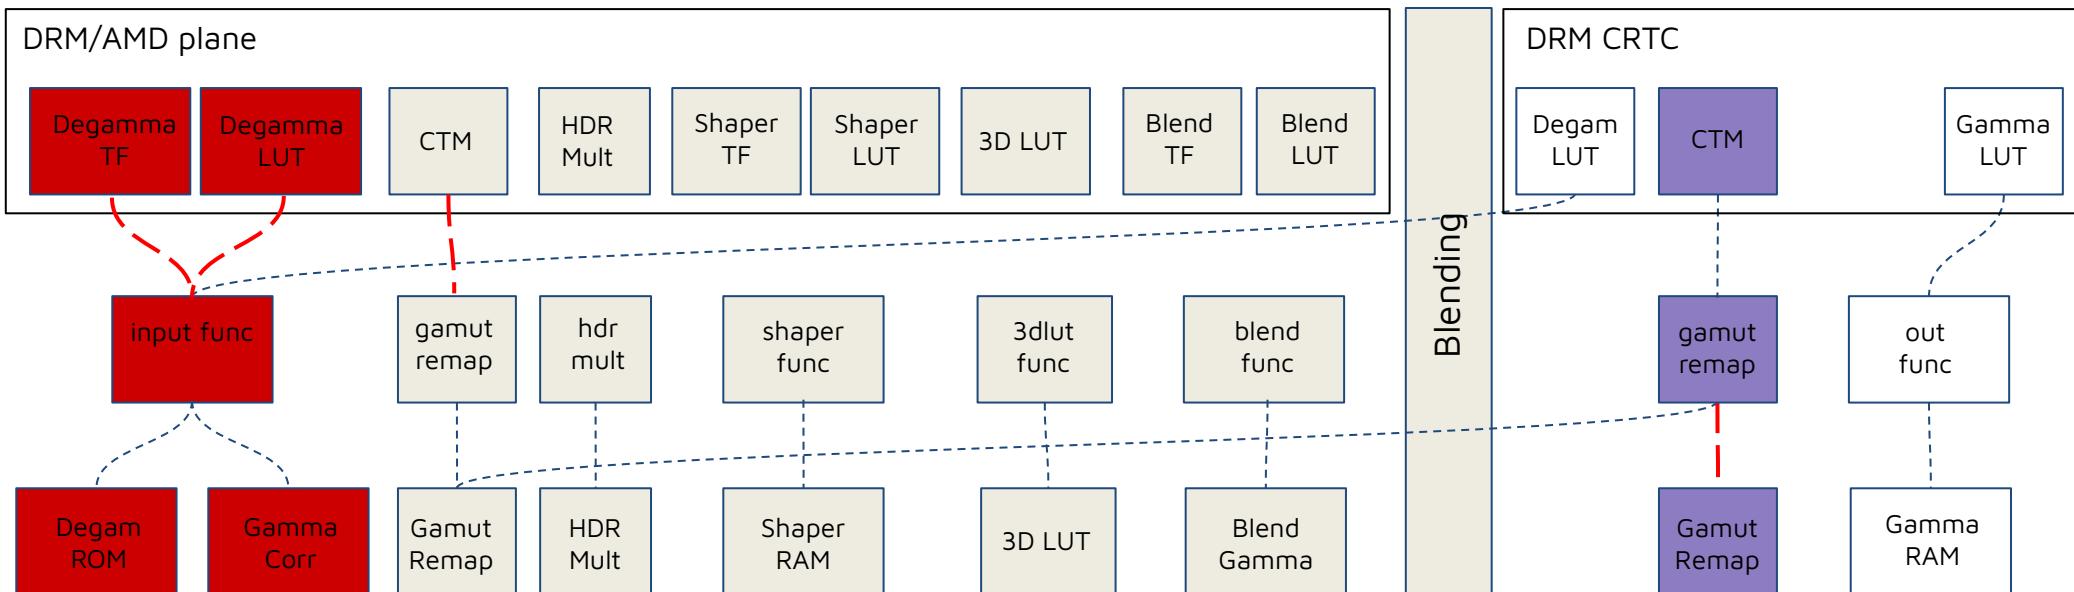 DRM/AMD plane
Degamma
TF
Degamma
LUT
CTM
HDR
Mult
Shaper
TF
Shaper
LUT
3D LUT
Blend
TF
Blend
LUT
Blending
DRM CRTC
Degam
LUT
CTM
Gamma
LUT
input func
gamut
remap
hdr
mult
shaper
func
3dlut
func
blend
func
gamut
remap
out
func
Degam
ROM
Gamma
Corr
Gamut
Remap
HDR
Mult
Shaper
RAM
3D LUT
Blend
Gamma
Gamut
Remap
Gamma
RAM